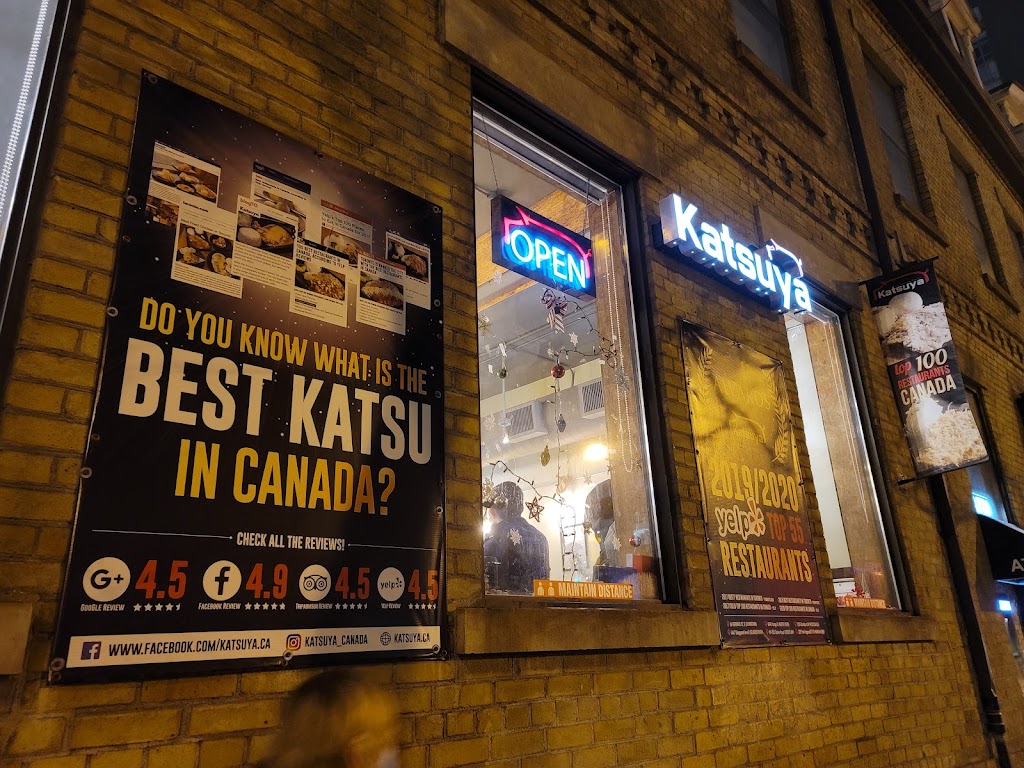 DO YOU KNOW WHAT IS THE
BEST KATSU
IN CANADA?
CHECK ALL THE REVIEWS!
G+ 4.5
GOOGLE REVIEW
f 4.9
FACEBOOK REVIEW
4.5
TRIPADVISOR REVIEW
yelp 4.5
YELP REVIEW
f WWW.FACEBOOK.COM/KATSUYA.CA
KATSUYA_CANADA
KATSUYA.CA
OPEN
MAINTAIN DISTANCE
Katsuya
2019/2020
yelp TOP 55
RESTAURANTS
Katsuya
TOP 100
RESTAURANTS
CANADA